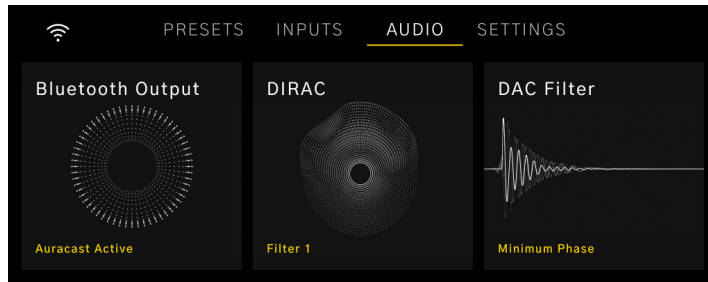 PRESETS INPUTS AUDIO SETTINGS
Bluetooth Output
Auracast Active
DIRAC
Filter 1
DAC Filter
Minimum Phase